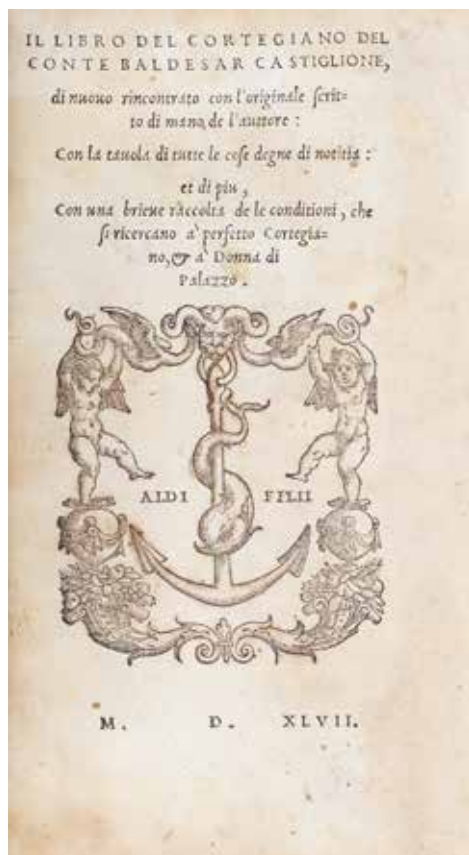 IL LIBRO DEL CORTEGIANO DEL
CONTE BALDESAR CASTIGLIONE,
di nuouo rincontrato con l'originale scrit=
to di mano de l'auttore :
Con la tauola di tutte le cose degne di notitia :
et di piu ,
Con una brieue raccolta de le conditioni , che
si ricercano a' perfetto Cortegia=
no, & a' Donna di
Palazzo .
ALDI FILII
M. D. XLVII.